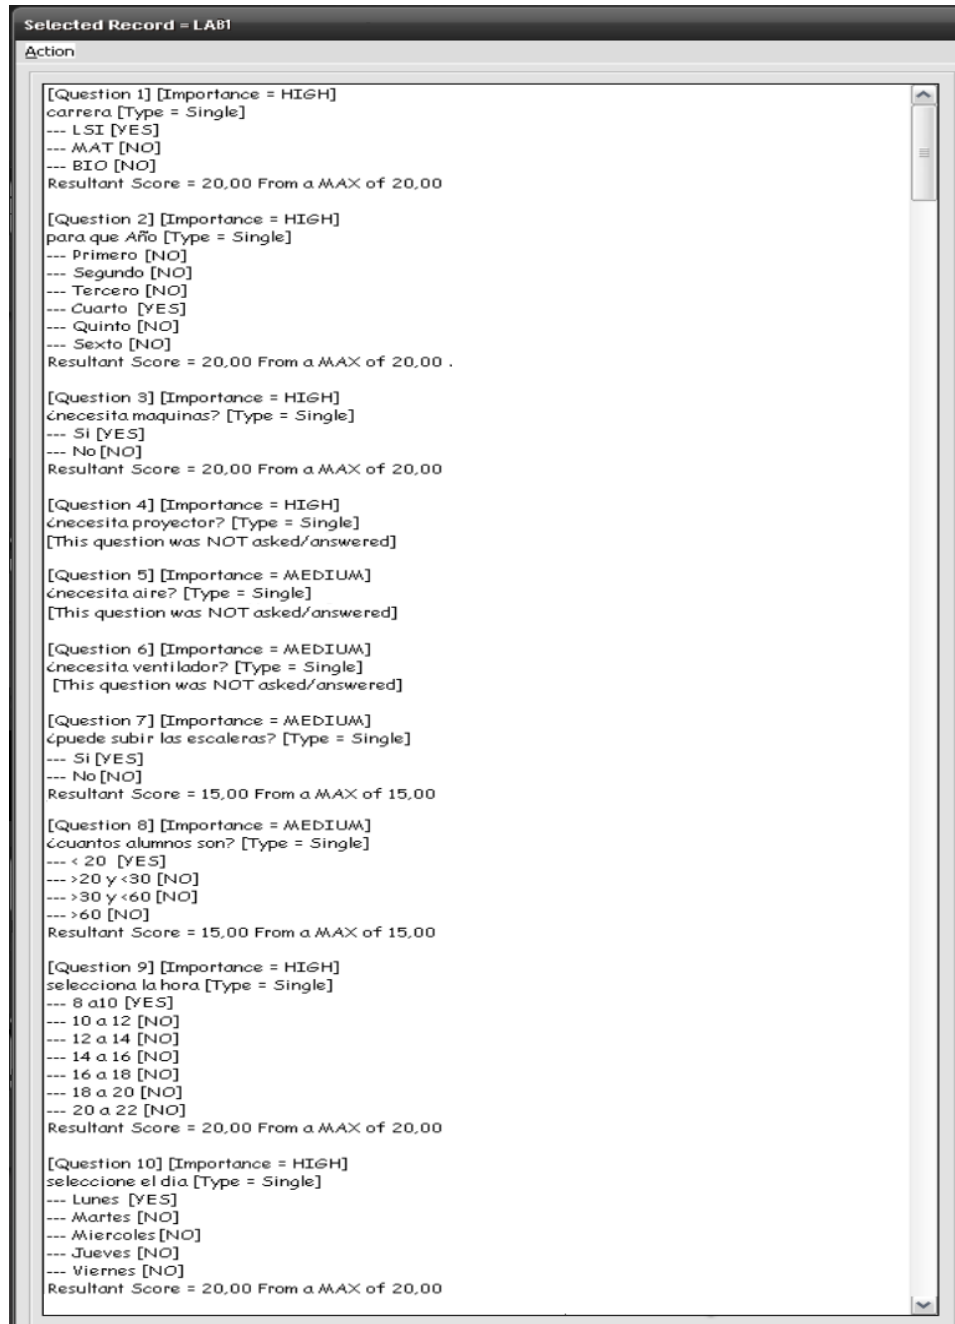 Selected Record = LAB1
Action
[Question 1] [Importance = HIGH]
carrera [Type = Single]
--- LSI [YES]
--- MAT [NO]
--- BIO [NO]
Resultant Score = 20,00 From a MAX of 20,00
[Question 2] [Importance = HIGH]
para que Año [Type = Single]
--- Primero [NO]
--- Segundo [NO]
--- Tercero [NO]
--- Cuarto [YES]
--- Quinto [NO]
--- Sexto [NO]
Resultant Score = 20,00 From a MAX of 20,00 .
[Question 3] [Importance = HIGH]
¿necesita maquinas? [Type = Single]
--- Si [YES]
--- No [NO]
Resultant Score = 20,00 From a MAX of 20,00
[Question 4] [Importance = HIGH]
¿necesita proyector? [Type = Single]
[This question was NOT asked/answered]
[Question 5] [Importance = MEDIUM]
¿necesita aire? [Type = Single]
[This question was NOT asked/answered]
[Question 6] [Importance = MEDIUM]
¿necesita ventilador? [Type = Single]
[This question was NOT asked/answered]
[Question 7] [Importance = MEDIUM]
¿puede subir las escaleras? [Type = Single]
--- Si [YES]
--- No [NO]
Resultant Score = 15,00 From a MAX of 15,00
[Question 8] [Importance = MEDIUM]
¿cuantos alumnos son? [Type = Single]
--- < 20 [YES]
--- >20 y <30 [NO]
--- >30 y <60 [NO]
--- >60 [NO]
Resultant Score = 15,00 From a MAX of 15,00
[Question 9] [Importance = HIGH]
selecciona la hora [Type = Single]
--- 8 a10 [YES]
--- 10 a 12 [NO]
--- 12 a 14 [NO]
--- 14 a 16 [NO]
--- 16 a 18 [NO]
--- 18 a 20 [NO]
--- 20 a 22 [NO]
Resultant Score = 20,00 From a MAX of 20,00
[Question 10] [Importance = HIGH]
seleccione el dia [Type = Single]
--- Lunes [YES]
--- Martes [NO]
--- Miercoles [NO]
--- Jueves [NO]
--- Viernes [NO]
Resultant Score = 20,00 From a MAX of 20,00